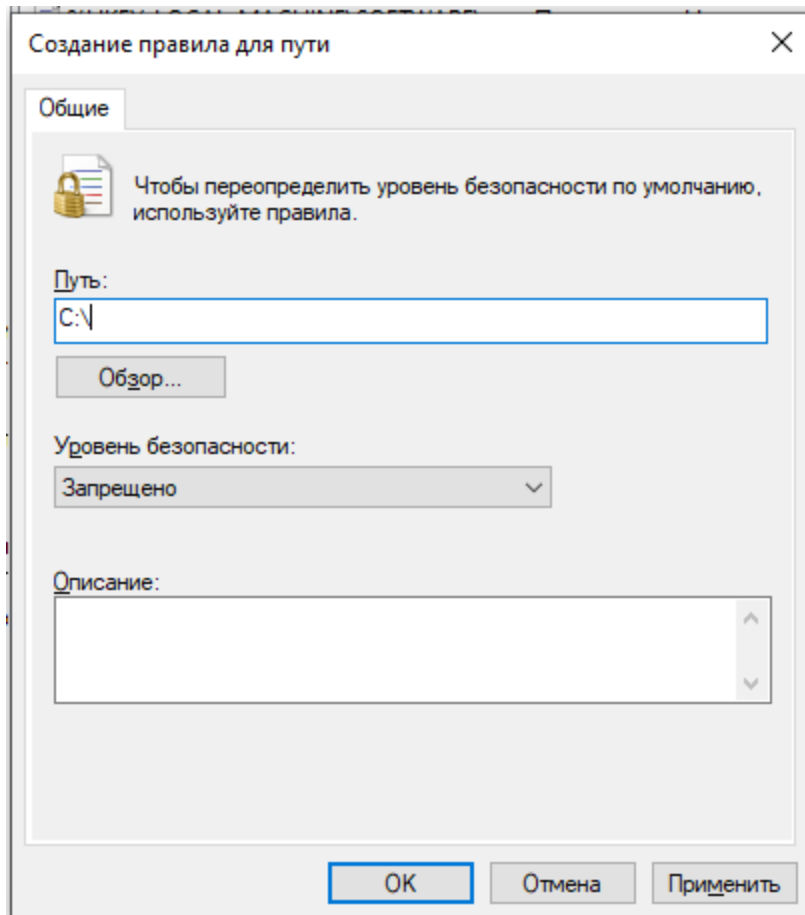 Создание правила для пути
Общие
Чтобы переопределить уровень безопасности по умолчанию,
используйте правила.
Путь:
C:\
Обзор...
Уровень безопасности:
Запрещено
Описание:
OK
Отмена
Применить